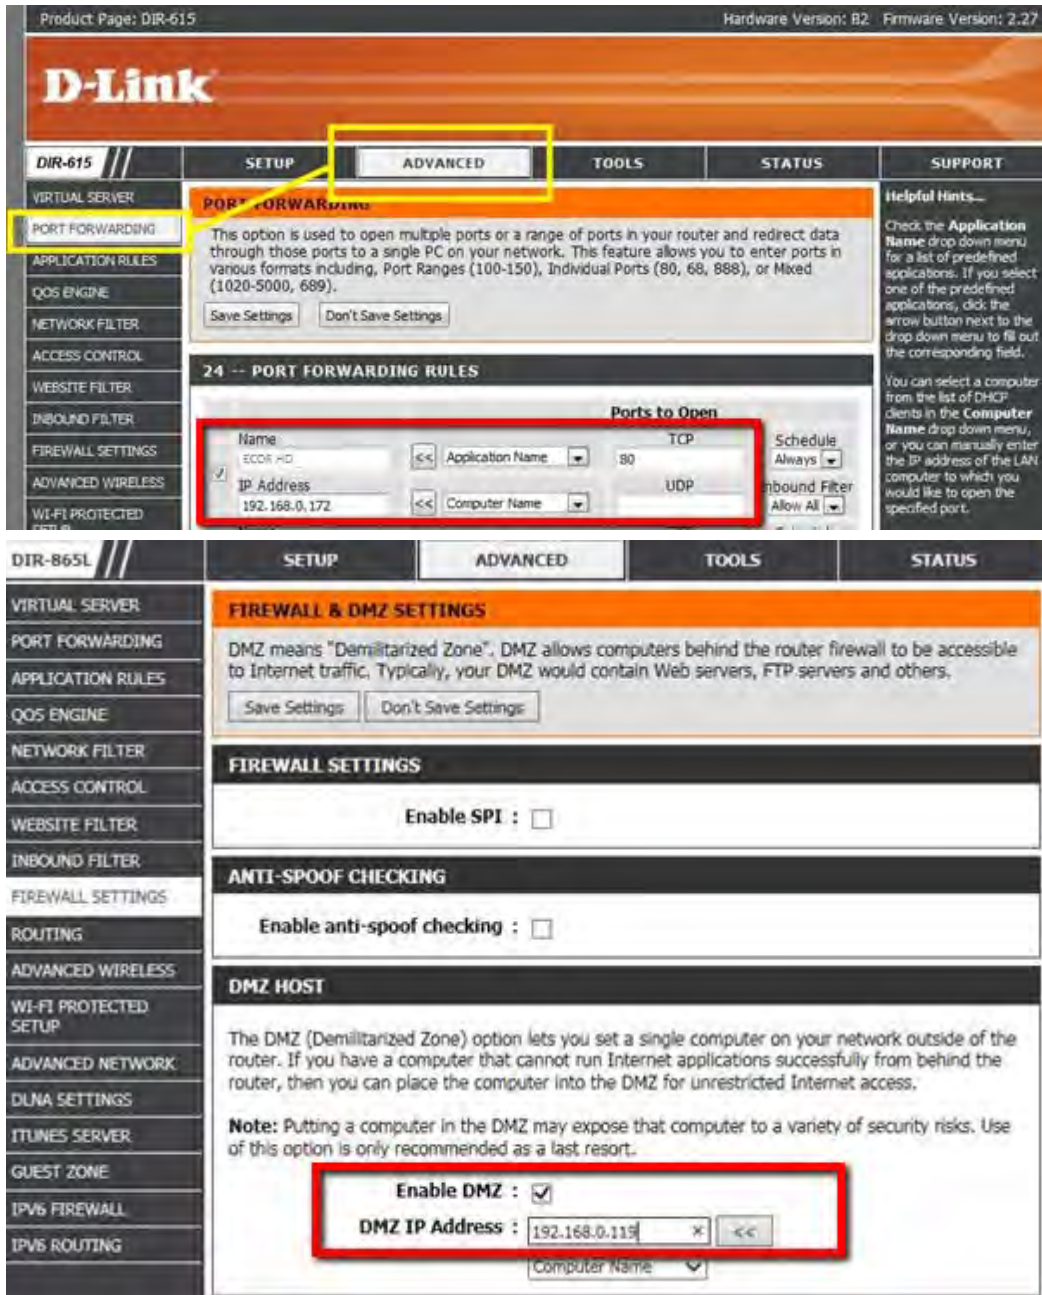 Product Page: DIR-615 Hardware Version: B2 Firmware Version: 2.27
D-Link
DIR-615 SETUP ADVANCED TOOLS STATUS SUPPORT
VIRTUAL SERVER
PORT FORWARDING
APPLICATION RULES
QOS ENGINE
NETWORK FILTER
ACCESS CONTROL
WEBSITE FILTER
INBOUND FILTER
FIREWALL SETTINGS
ADVANCED WIRELESS
WI-FI PROTECTED
SETUP
PORT FORWARDING
This option is used to open multiple ports or a range of ports in your router and redirect data
through those ports to a single PC on your network. This feature allows you to enter ports in
various formats including, Port Ranges (100-150), Individual Ports (80, 68, 888), or Mixed
(1020-5000, 689).
Save Settings Don't Save Settings
24 -- PORT FORWARDING RULES
Ports to Open
Name TCP Schedule
ECOR HD << Application Name 80 Always
IP Address UDP Inbound Filter
192.168.0.172 << Computer Name Allow All
Helpful Hints...
Check the Application
Name drop down menu
for a list of predefined
applications. If you select
one of the predefined
applications, click the
arrow button next to the
drop down menu to fill out
the corresponding field.
You can select a computer
from the list of DHCP
clients in the Computer
Name drop down menu,
or you can manually enter
the IP address of the LAN
computer to which you
would like to open the
specified port.
DIR-865L SETUP ADVANCED TOOLS STATUS
VIRTUAL SERVER
PORT FORWARDING
APPLICATION RULES
QOS ENGINE
NETWORK FILTER
ACCESS CONTROL
WEBSITE FILTER
INBOUND FILTER
FIREWALL SETTINGS
ROUTING
ADVANCED WIRELESS
WI-FI PROTECTED
SETUP
ADVANCED NETWORK
DLNA SETTINGS
ITUNES SERVER
GUEST ZONE
IPV6 FIREWALL
IPV6 ROUTING
FIREWALL & DMZ SETTINGS
DMZ means "Demilitarized Zone". DMZ allows computers behind the router firewall to be accessible
to Internet traffic. Typically, your DMZ would contain Web servers, FTP servers and others.
Save Settings Don't Save Settings
FIREWALL SETTINGS
Enable SPI :
ANTI-SPOOF CHECKING
Enable anti-spoof checking :
DMZ HOST
The DMZ (Demilitarized Zone) option lets you set a single computer on your network outside of the
router. If you have a computer that cannot run Internet applications successfully from behind the
router, then you can place the computer into the DMZ for unrestricted Internet access.
Note: Putting a computer in the DMZ may expose that computer to a variety of security risks. Use
of this option is only recommended as a last resort.
Enable DMZ :
DMZ IP Address : 192.168.0.119 × <<
Computer Name